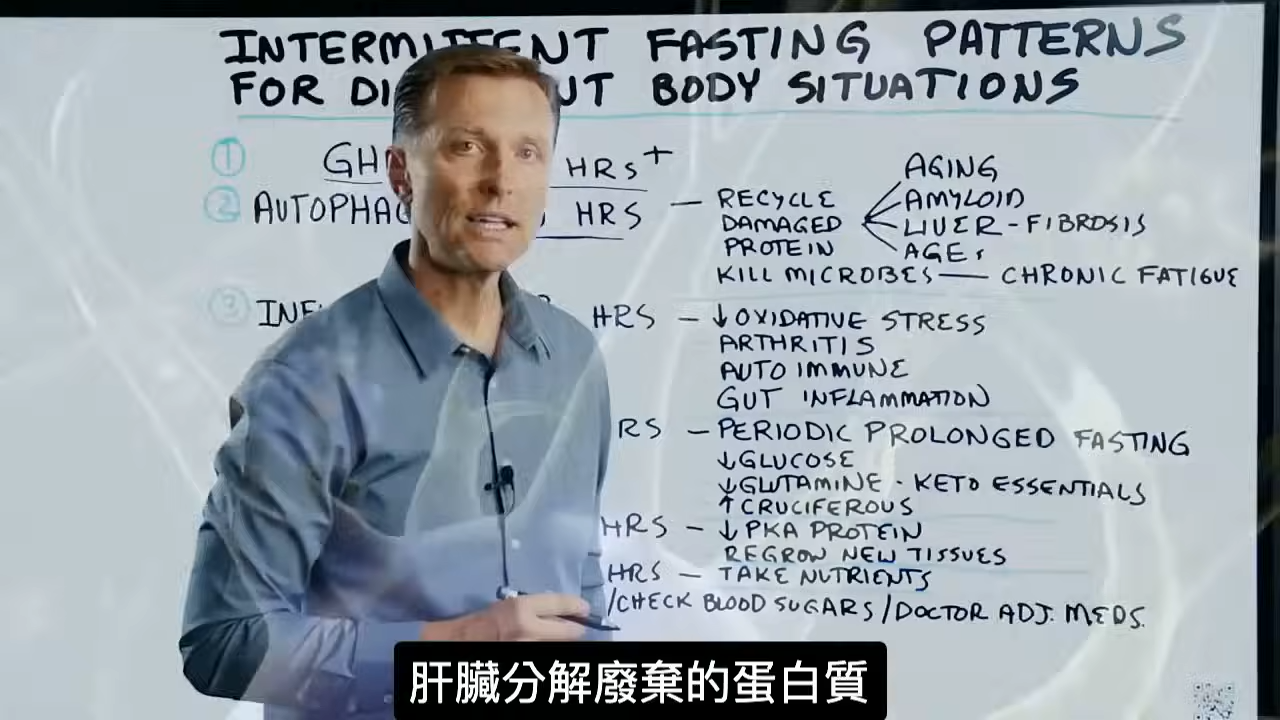 INTERMITTENT FASTING PATTERNS
FOR DI NT BODY SITUATIONS
① GH HRS+
② AUTOPHAG HRS — RECYCLE DAMAGED PROTEIN
AGING
AMYLOID
LIVER-FIBROSIS
AGES
KILL MICROBES — CHRONIC FATIGUE
③ INF HRS — ↓OXIDATIVE STRESS
ARTHRITIS
AUTOIMMUNE
GUT INFLAMMATION
RS — PERIODIC PROLONGED FASTING
↓GLUCOSE
↓GLUTAMINE · KETO ESSENTIALS
↑CRUCIFEROUS
HRS — ↓PKA PROTEIN
REGROW NEW TISSUES
HRS — TAKE NUTRIENTS
/CHECK BLOOD SUGARS/DOCTOR ADJ. MEDS.
肝臟分解廢棄的蛋白質